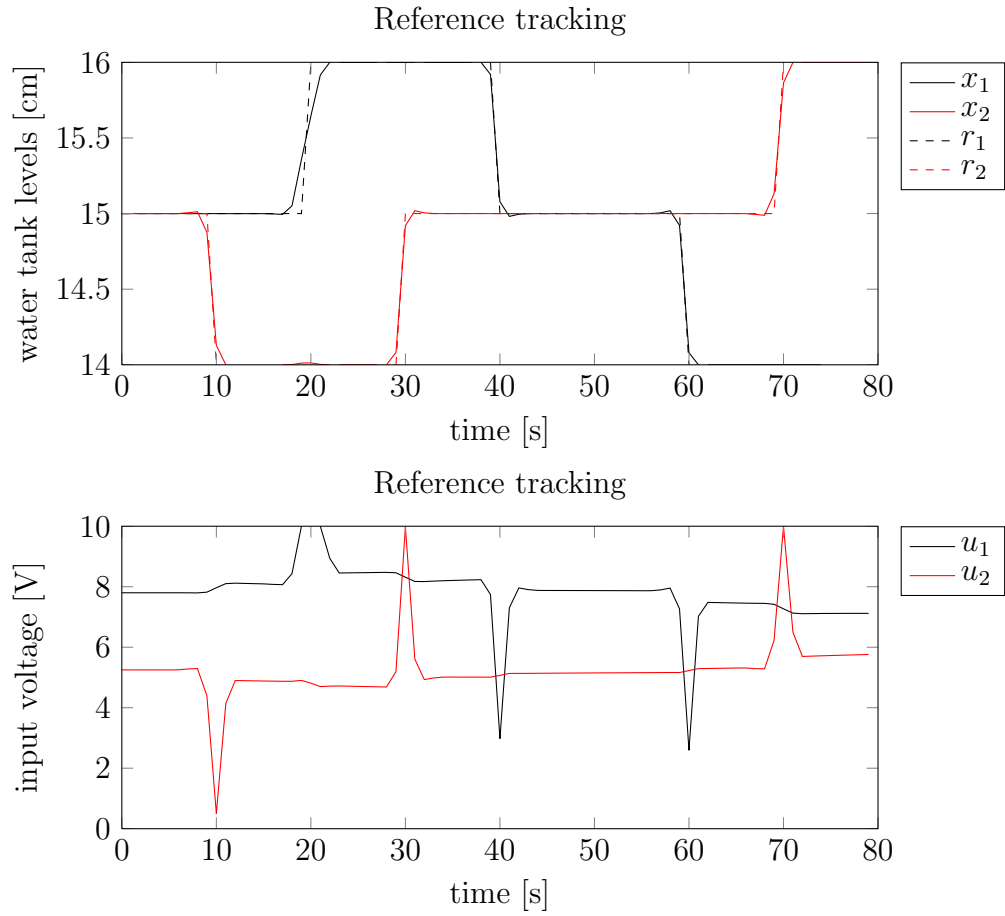 Reference tracking
water tank levels [cm]
16
15.5
15
14.5
14
0 10 20 30 40 50 60 70 80
time [s]
x₁
x₂
r₁
r₂
Reference tracking
input voltage [V]
10
8
6
4
2
0
0 10 20 30 40 50 60 70 80
time [s]
u₁
u₂